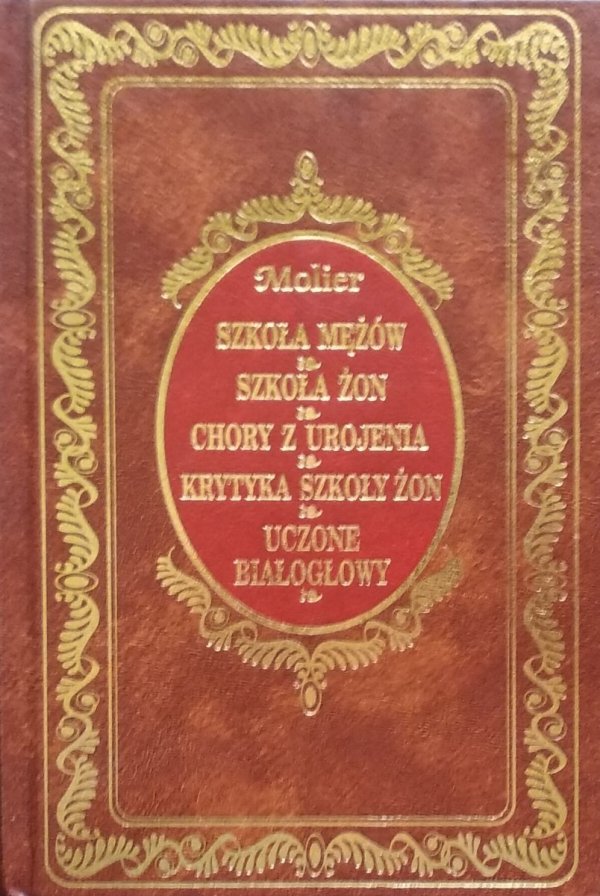 Molier
SZKOŁA MĘŻÓW
SZKOŁA ŻON
CHORY Z UROJENIA
KRYTYKA SZKOŁY ŻON
UCZONE
BIAŁOGŁOWY